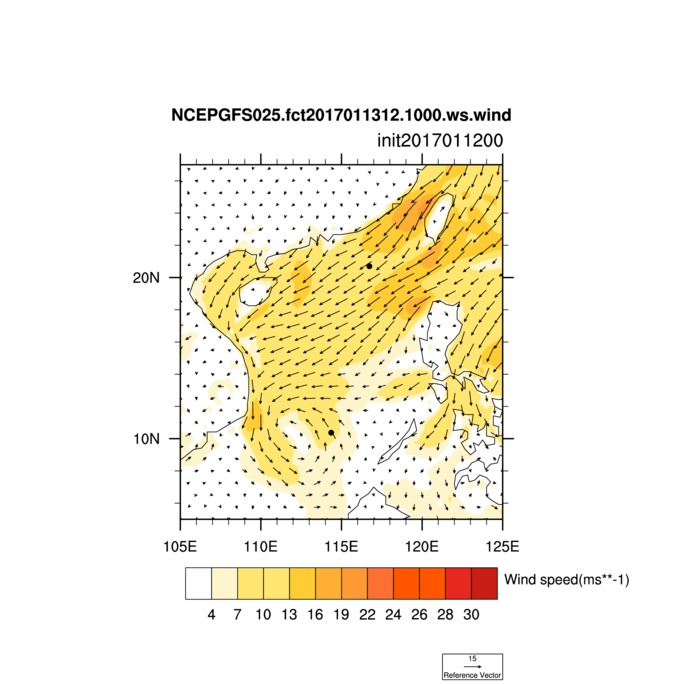 NCEPGFS025.fct2017011312.1000.ws.wind
init2017011200
20N
10N
105E 110E 115E 120E 125E
Wind speed(ms**-1)
4 7 10 13 16 19 22 24 26 28 30
15
Reference Vector